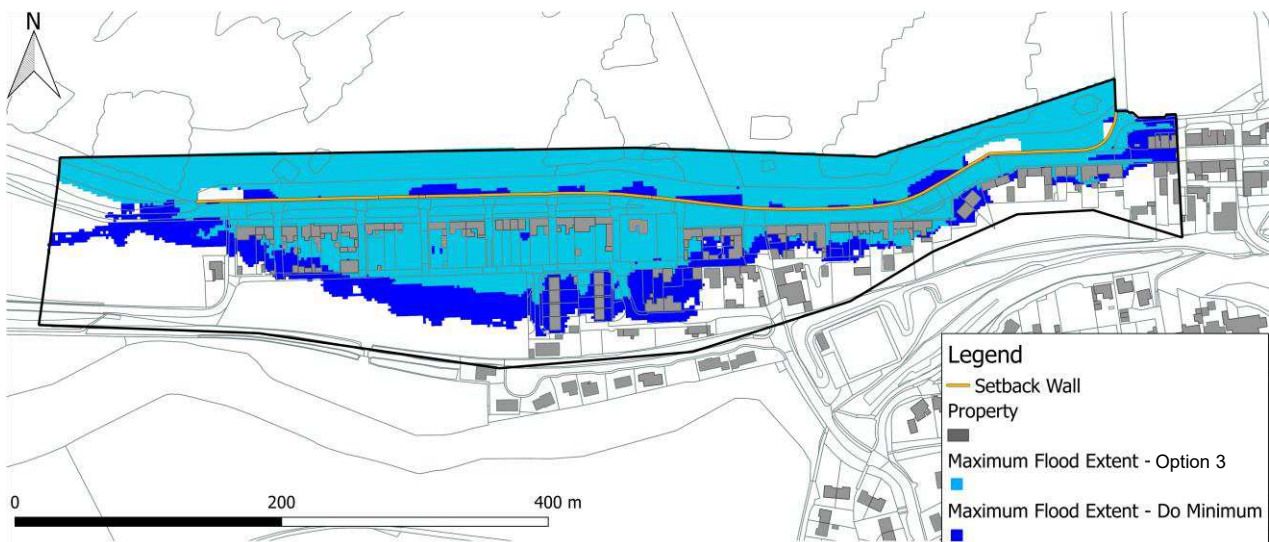 N
Legend
Setback Wall
Property
Maximum Flood Extent - Option 3
Maximum Flood Extent - Do Minimum
0 200 400 m